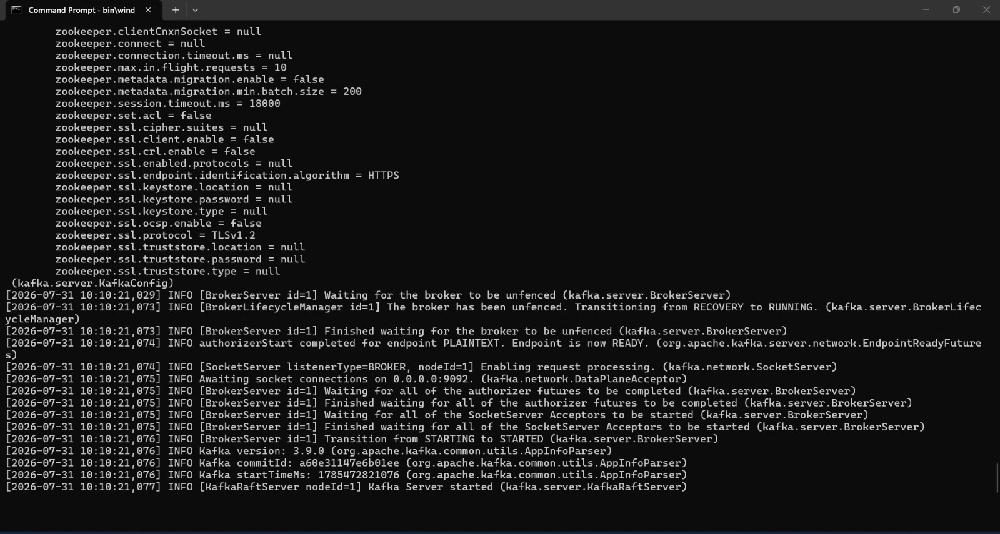 Command Prompt - bin\wind
zookeeper.clientCnxnSocket = null
zookeeper.connect = null
zookeeper.connection.timeout.ms = null
zookeeper.max.in.flight.requests = 10
zookeeper.metadata.migration.enable = false
zookeeper.metadata.migration.min.batch.size = 200
zookeeper.session.timeout.ms = 18000
zookeeper.set.acl = false
zookeeper.ssl.cipher.suites = null
zookeeper.ssl.client.enable = false
zookeeper.ssl.crl.enable = false
zookeeper.ssl.enabled.protocols = null
zookeeper.ssl.endpoint.identification.algorithm = HTTPS
zookeeper.ssl.keystore.location = null
zookeeper.ssl.keystore.password = null
zookeeper.ssl.keystore.type = null
zookeeper.ssl.ocsp.enable = false
zookeeper.ssl.protocol = TLSv1.2
zookeeper.ssl.truststore.location = null
zookeeper.ssl.truststore.password = null
zookeeper.ssl.truststore.type = null
(kafka.server.KafkaConfig)
[2026-07-31 10:10:21,029] INFO [BrokerServer id=1] Waiting for the broker to be unfenced (kafka.server.BrokerServer)
[2026-07-31 10:10:21,073] INFO [BrokerLifecycleManager id=1] The broker has been unfenced. Transitioning from RECOVERY to RUNNING. (kafka.server.BrokerLifec
ycleManager)
[2026-07-31 10:10:21,073] INFO [BrokerServer id=1] Finished waiting for the broker to be unfenced (kafka.server.BrokerServer)
[2026-07-31 10:10:21,074] INFO authorizerStart completed for endpoint PLAINTEXT. Endpoint is now READY. (org.apache.kafka.server.network.EndpointReadyFuture
s)
[2026-07-31 10:10:21,074] INFO [SocketServer listenerType=BROKER, nodeId=1] Enabling request processing. (kafka.network.SocketServer)
[2026-07-31 10:10:21,075] INFO Awaiting socket connections on 0.0.0.0:9092. (kafka.network.DataPlaneAcceptor)
[2026-07-31 10:10:21,075] INFO [BrokerServer id=1] Waiting for all of the authorizer futures to be completed (kafka.server.BrokerServer)
[2026-07-31 10:10:21,075] INFO [BrokerServer id=1] Finished waiting for all of the authorizer futures to be completed (kafka.server.BrokerServer)
[2026-07-31 10:10:21,075] INFO [BrokerServer id=1] Waiting for all of the SocketServer Acceptors to be started (kafka.server.BrokerServer)
[2026-07-31 10:10:21,075] INFO [BrokerServer id=1] Finished waiting for all of the SocketServer Acceptors to be started (kafka.server.BrokerServer)
[2026-07-31 10:10:21,076] INFO [BrokerServer id=1] Transition from STARTING to STARTED (kafka.server.BrokerServer)
[2026-07-31 10:10:21,076] INFO Kafka version: 3.9.0 (org.apache.kafka.common.utils.AppInfoParser)
[2026-07-31 10:10:21,076] INFO Kafka commitId: a60e31147e6b01ee (org.apache.kafka.common.utils.AppInfoParser)
[2026-07-31 10:10:21,076] INFO Kafka startTimeMs: 1785472821076 (org.apache.kafka.common.utils.AppInfoParser)
[2026-07-31 10:10:21,077] INFO [KafkaRaftServer nodeId=1] Kafka Server started (kafka.server.KafkaRaftServer)